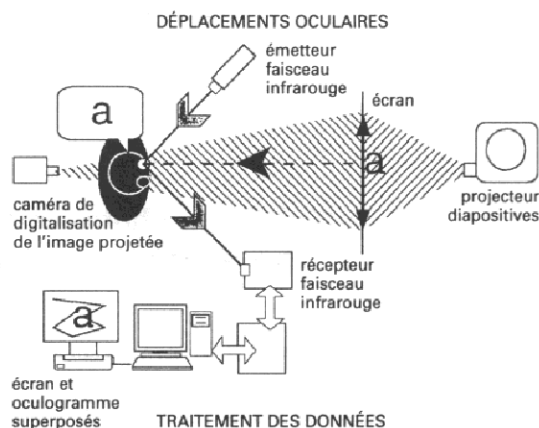 DÉPLACEMENTS OCULAIRES
émetteur
faisceau
infrarouge
écran
a
a
projecteur
diapositives
caméra de
digitalisation
de l'image projetée
récepteur
faisceau
infrarouge
a
écran et
oculogramme
superposés
TRAITEMENT DES DONNÉES